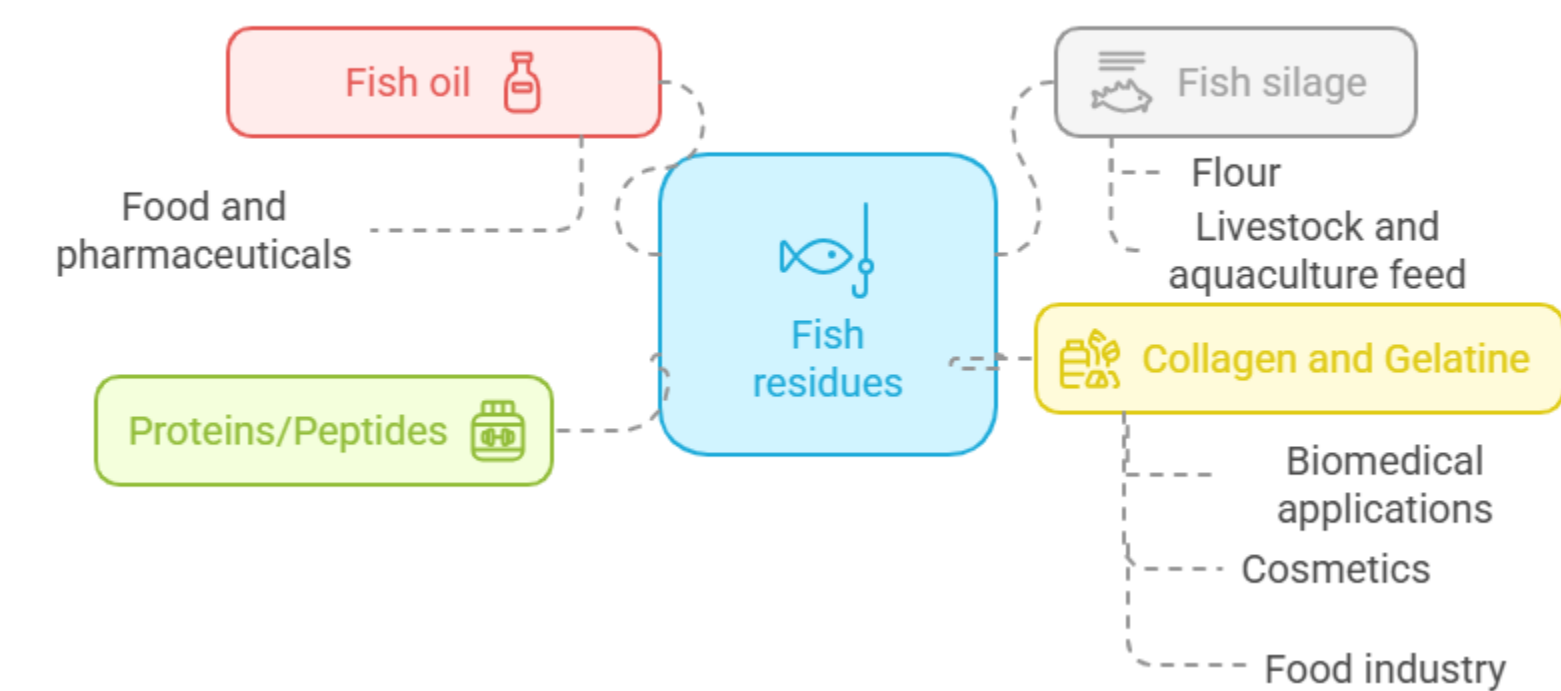 Fish oil
Food and
pharmaceuticals
Proteins/Peptides
Fish
residues
Fish silage
Flour
Livestock and
aquaculture feed
Collagen and Gelatine
Biomedical
applications
Cosmetics
Food industry